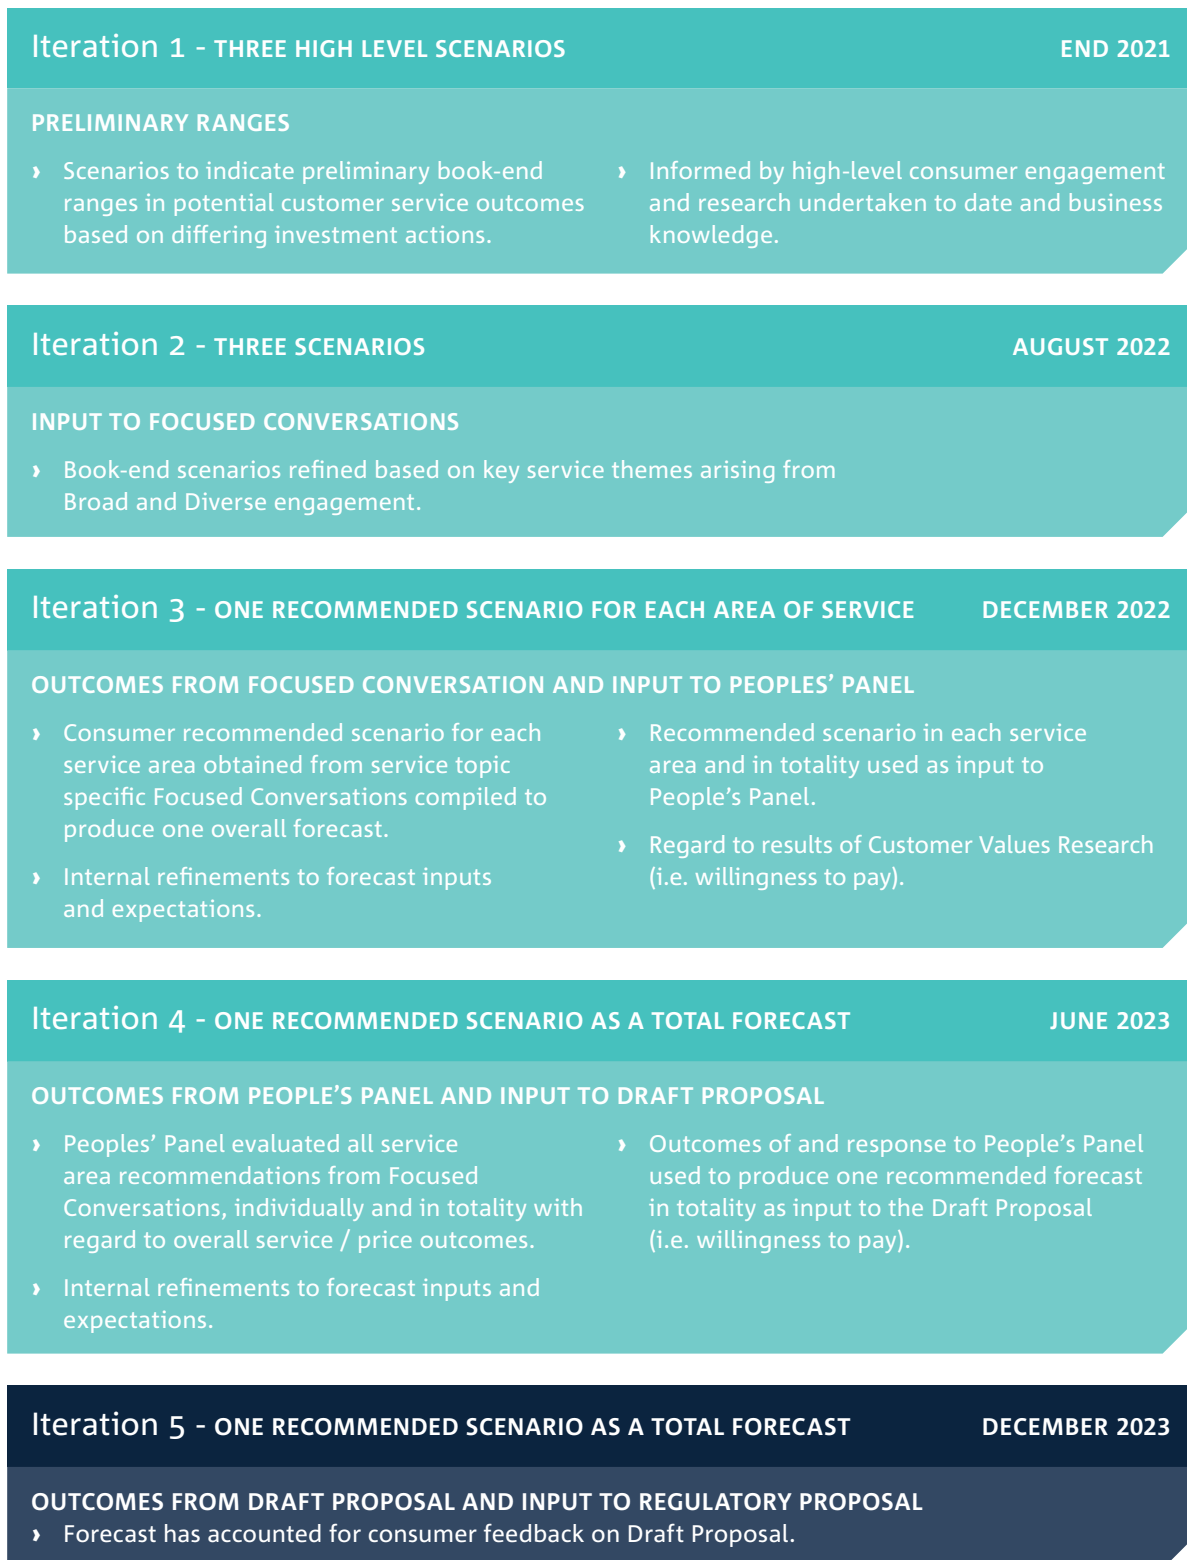 Iteration 1 - THREE HIGH LEVEL SCENARIOS END 2021
PRELIMINARY RANGES
› Scenarios to indicate preliminary book-end
ranges in potential customer service outcomes
based on differing investment actions.
› Informed by high-level consumer engagement
and research undertaken to date and business
knowledge.
Iteration 2 - THREE SCENARIOS AUGUST 2022
INPUT TO FOCUSED CONVERSATIONS
› Book-end scenarios refined based on key service themes arising from
Broad and Diverse engagement.
Iteration 3 - ONE RECOMMENDED SCENARIO FOR EACH AREA OF SERVICE DECEMBER 2022
OUTCOMES FROM FOCUSED CONVERSATION AND INPUT TO PEOPLES’ PANEL
› Consumer recommended scenario for each
service area obtained from service topic
specific Focused Conversations compiled to
produce one overall forecast.
› Internal refinements to forecast inputs
and expectations.
› Recommended scenario in each service
area and in totality used as input to
People’s Panel.
› Regard to results of Customer Values Research
(i.e. willingness to pay).
Iteration 4 - ONE RECOMMENDED SCENARIO AS A TOTAL FORECAST JUNE 2023
OUTCOMES FROM PEOPLE’S PANEL AND INPUT TO DRAFT PROPOSAL
› Peoples’ Panel evaluated all service
area recommendations from Focused
Conversations, individually and in totality with
regard to overall service / price outcomes.
› Internal refinements to forecast inputs and
expectations.
› Outcomes of and response to People’s Panel
used to produce one recommended forecast
in totality as input to the Draft Proposal
(i.e. willingness to pay).
Iteration 5 - ONE RECOMMENDED SCENARIO AS A TOTAL FORECAST DECEMBER 2023
OUTCOMES FROM DRAFT PROPOSAL AND INPUT TO REGULATORY PROPOSAL
› Forecast has accounted for consumer feedback on Draft Proposal.